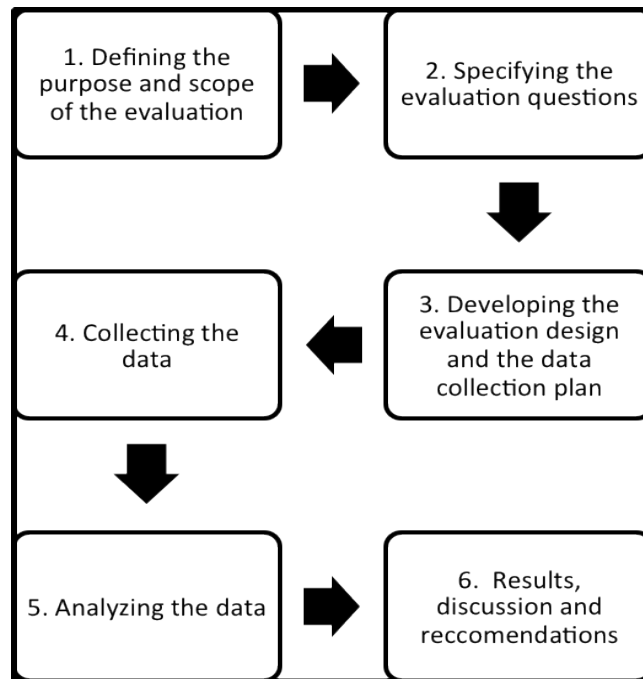 1. Defining the
purpose and scope
of the evaluation
2. Specifying the
evaluation questions
3. Developing the
evaluation design
and the data
collection plan
4. Collecting the
data
5. Analyzing the data
6. Results,
discussion and
reccomendations